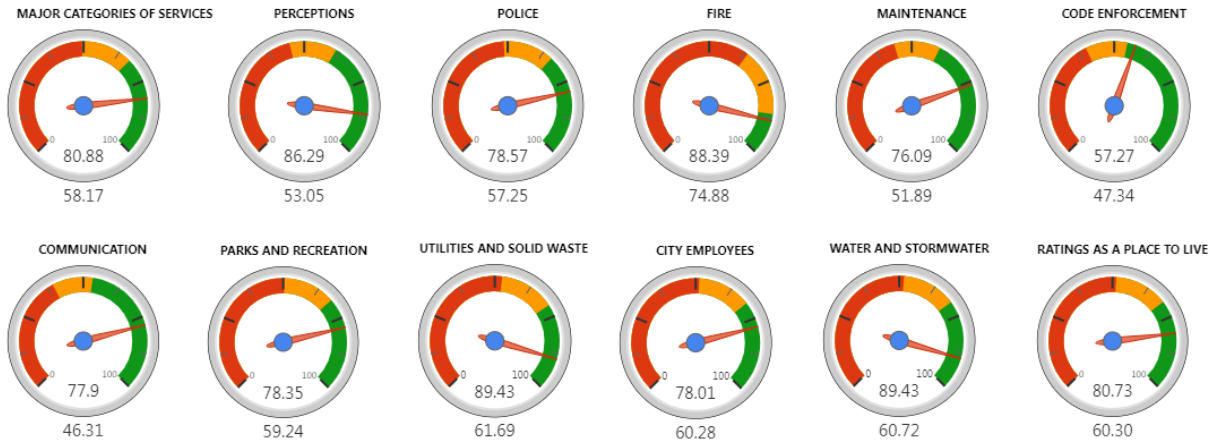 MAJOR CATEGORIES OF SERVICES PERCEPTIONS POLICE FIRE MAINTENANCE CODE ENFORCEMENT
0 100 0 100 0 100 0 100 0 100 0 100
80.88 86.29 78.57 88.39 76.09 57.27
58.17 53.05 57.25 74.88 51.89 47.34
COMMUNICATION PARKS AND RECREATION UTILITIES AND SOLID WASTE CITY EMPLOYEES WATER AND STORMWATER RATINGS AS A PLACE TO LIVE
0 100 0 100 0 100 0 100 0 100 0 100
77.9 78.35 89.43 78.01 89.43 80.73
46.31 59.24 61.69 60.28 60.72 60.30